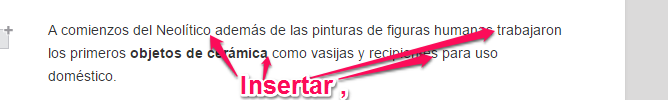 A comienzos del Neolítico además de las pinturas de figuras humanas trabajaron
los primeros objetos de cerámica como vasijas y recipientes para uso
doméstico.
Insertar ,